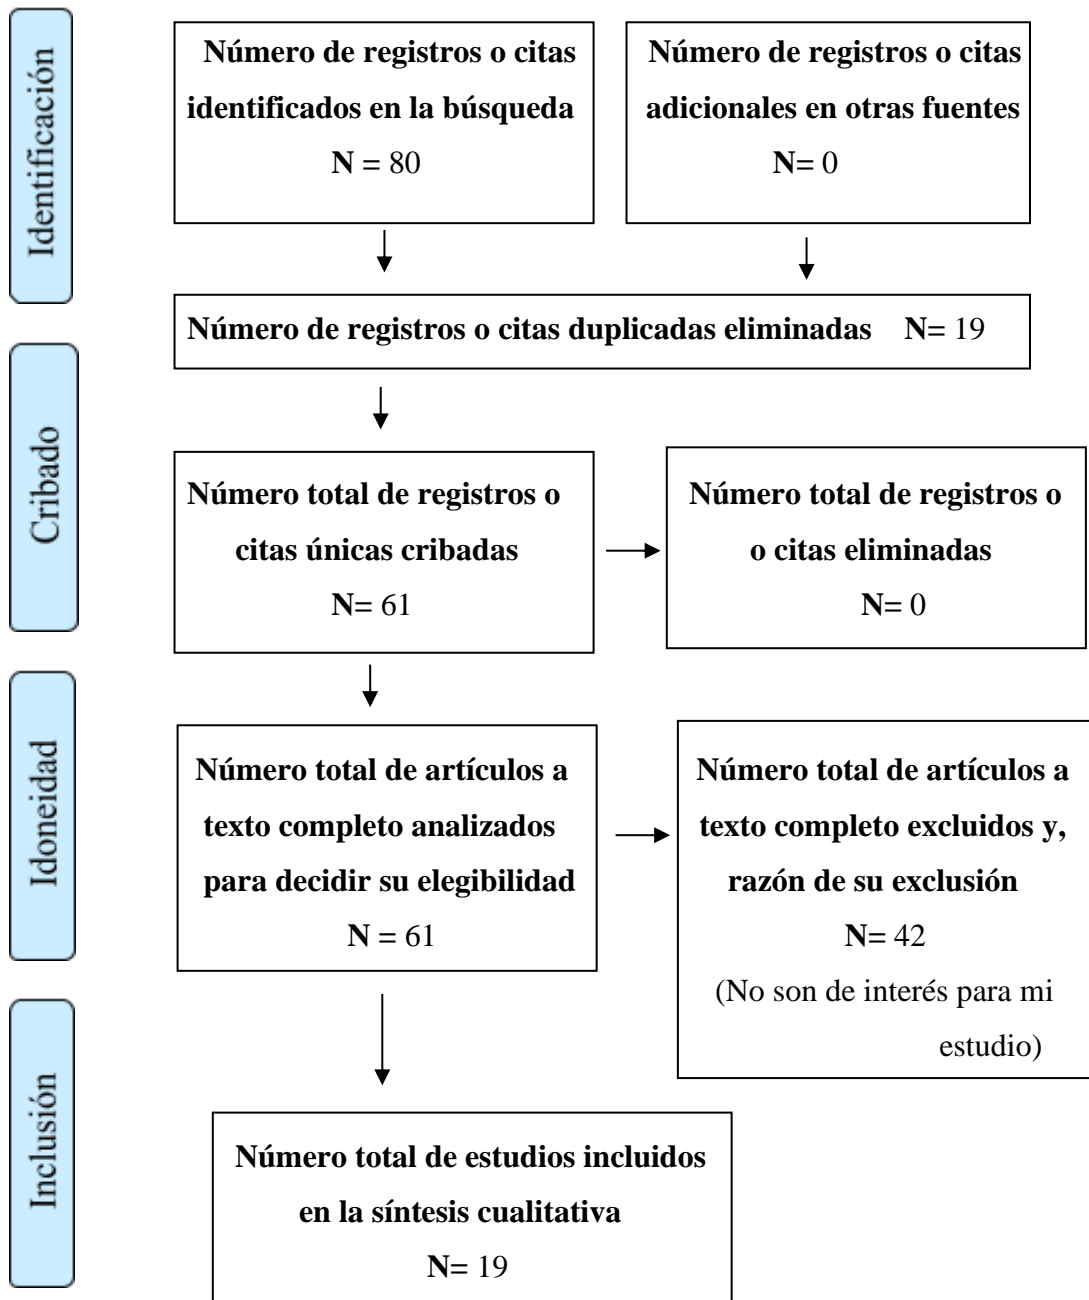 Identificación
Número de registros o citas
identificados en la búsqueda
N = 80
Número de registros o citas
adicionales en otras fuentes
N= 0
Número de registros o citas duplicadas eliminadas N= 19
Cribado
Número total de registros o
citas únicas cribadas
N= 61
Número total de registros o
o citas eliminadas
N= 0
Idoneidad
Número total de artículos a
texto completo analizados
para decidir su elegibilidad
N = 61
Número total de artículos a
texto completo excluidos y,
razón de su exclusión
N= 42
(No son de interés para mi
estudio)
Inclusión
Número total de estudios incluidos
en la síntesis cualitativa
N= 19